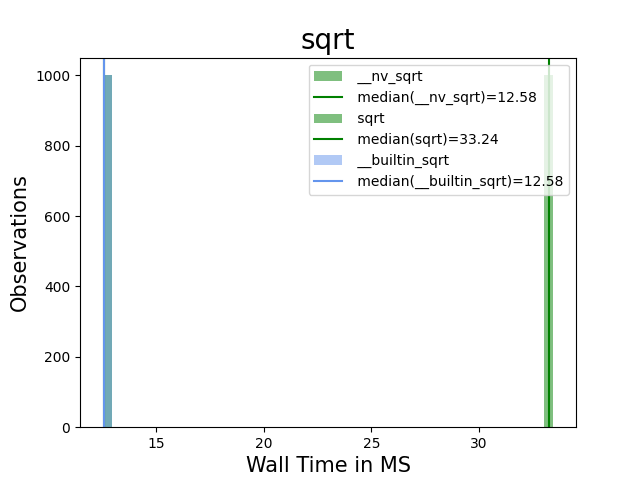 sqrt
Observations
1000
800
600
400
200
0
__nv_sqrt
median(__nv_sqrt)=12.58
sqrt
median(sqrt)=33.24
__builtin_sqrt
median(__builtin_sqrt)=12.58
15
20
25
30
Wall Time in MS